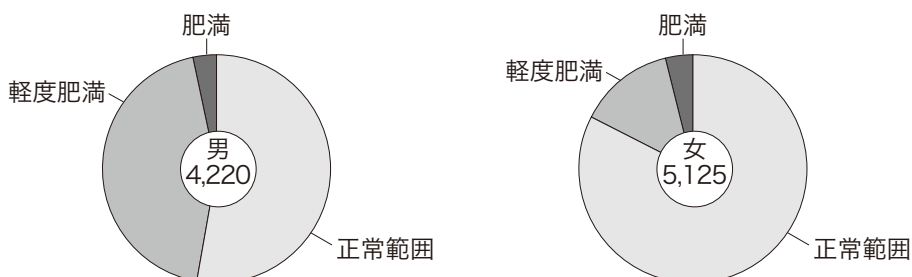 肥満
軽度肥満
男
4,220
正常範囲
肥満
軽度肥満
女
5,125
正常範囲